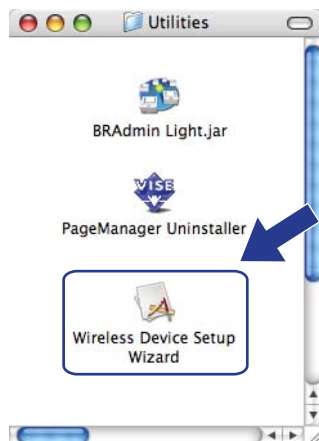 Utilities
BRAdmin Light.jar
VISE
PageManager Uninstaller
Wireless Device Setup
Wizard